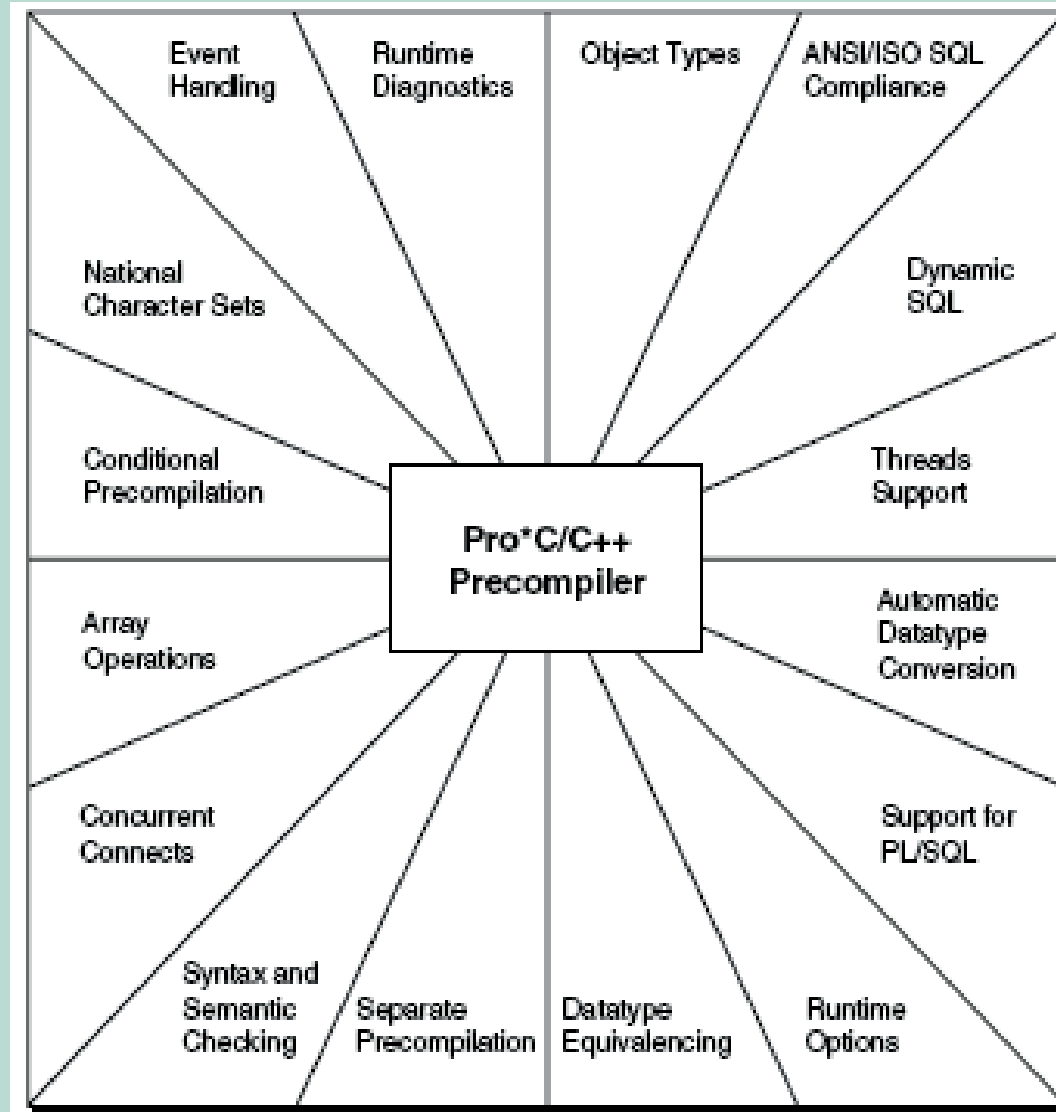 Event
Handling
Runtime
Diagnostics
Object Types
ANSI/ISO SQL
Compliance
National
Character Sets
Dynamic
SQL
Conditional
Precompilation
Threads
Support
Pro*C/C++
Precompiler
Array
Operations
Automatic
Datatype
Conversion
Concurrent
Connects
Support for
PL/SQL
Syntax and
Semantic
Checking
Separate
Precompilation
Datatype
Equivalencing
Runtime
Options